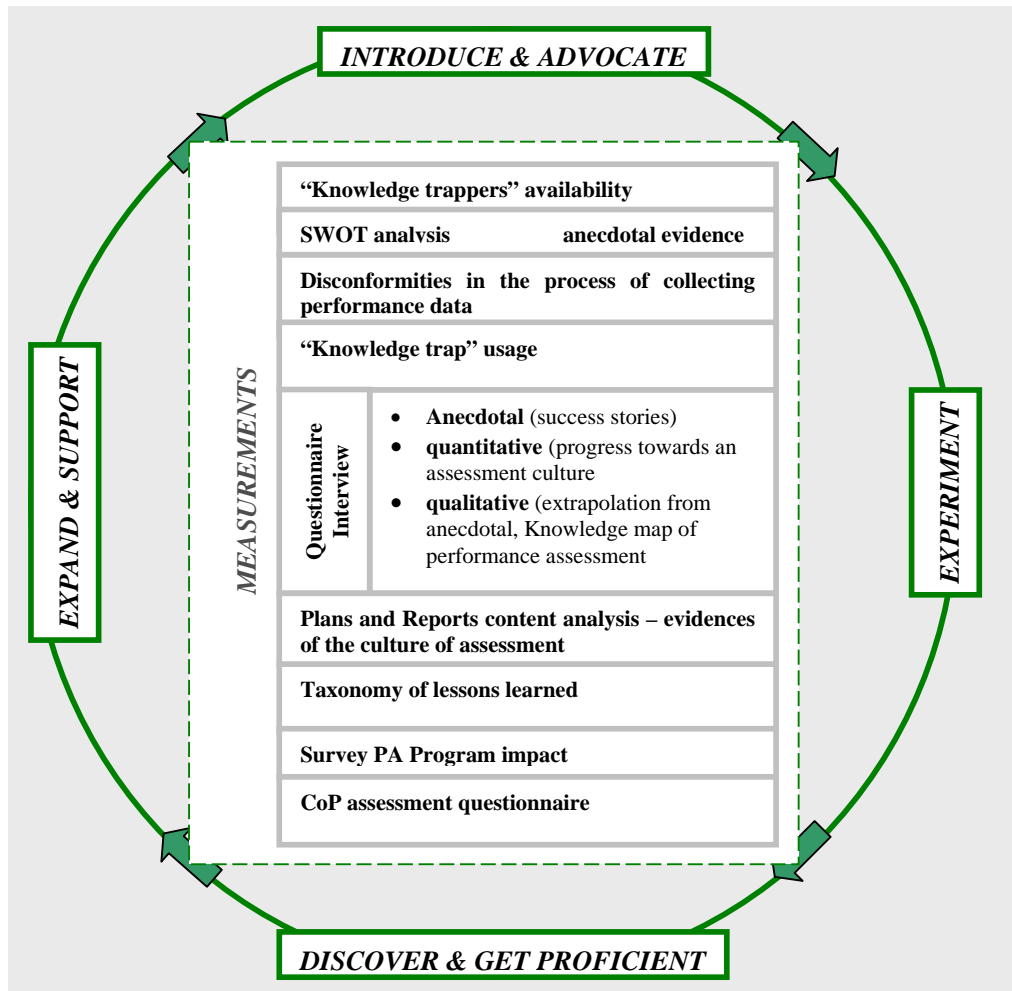 INTRODUCE & ADVOCATE
“Knowledge trappers” availability
SWOT analysis anecdotal evidence
Disconformities in the process of collecting
performance data
“Knowledge trap” usage
MEASUREMENTS
Questionnaire
Interview
• Anecdotal (success stories)
• quantitative (progress towards an
assessment culture
• qualitative (extrapolation from
anecdotal, Knowledge map of
performance assessment
Plans and Reports content analysis – evidences
of the culture of assessment
Taxonomy of lessons learned
Survey PA Program impact
CoP assessment questionnaire
EXPAND & SUPPORT
EXPERIMENT
DISCOVER & GET PROFICIENT